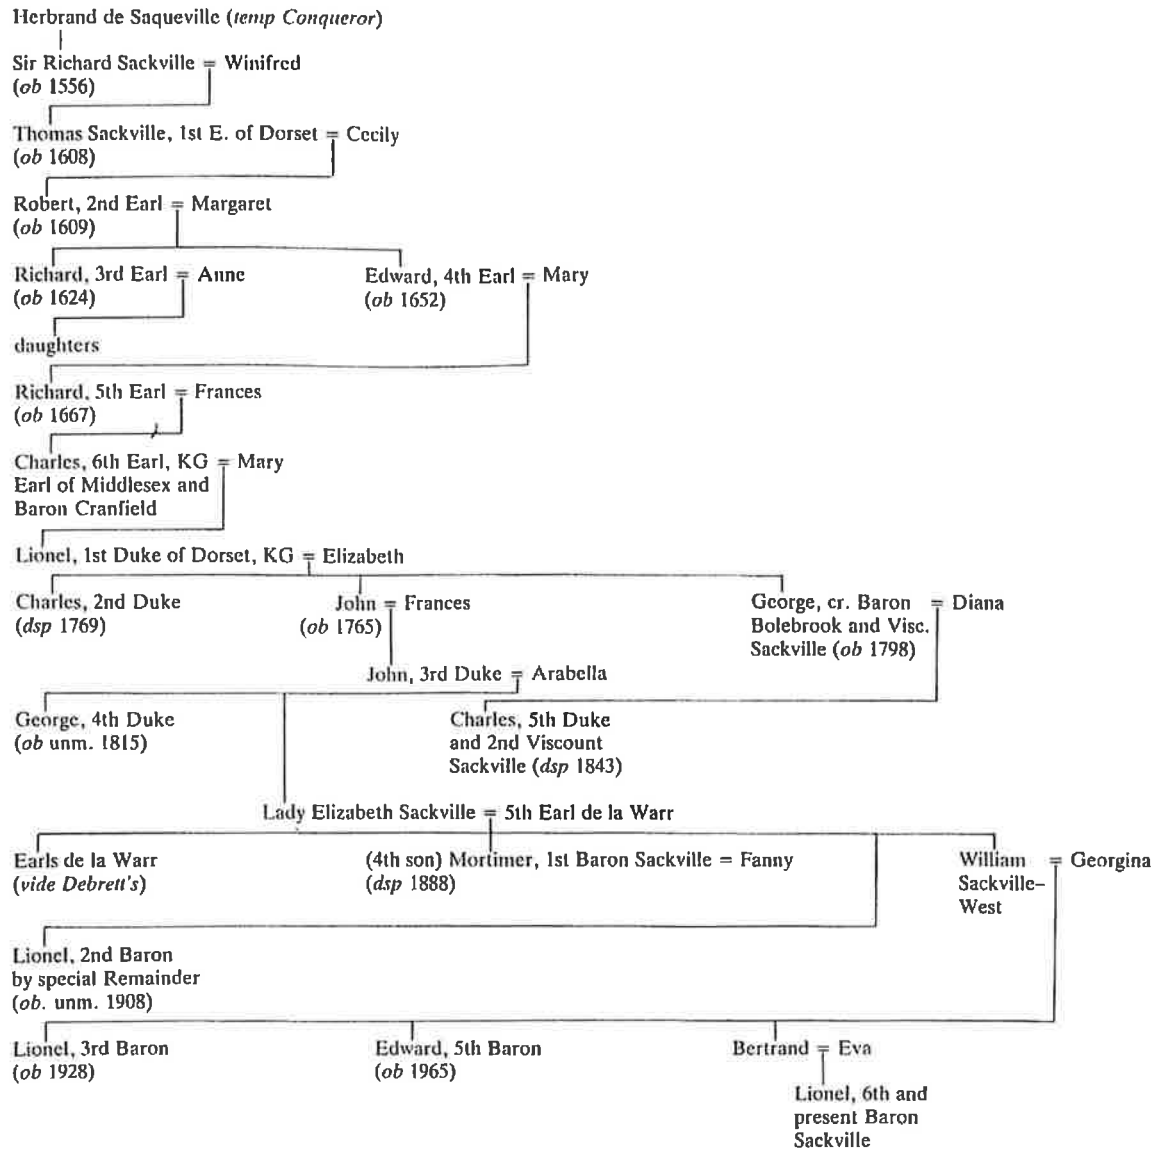 Herbrand de Saqueville (temp Conqueror)
Sir Richard Sackville = Winifred
(ob 1556)
Thomas Sackville, 1st E. of Dorset = Cecily
(ob 1608)
Robert, 2nd Earl = Margaret
(ob 1609)
Richard, 3rd Earl = Anne
(ob 1624)
Edward, 4th Earl = Mary
(ob 1652)
daughters
Richard, 5th Earl = Frances
(ob 1667)
Charles, 6th Earl, KG = Mary
Earl of Middlesex and
Baron Cranfield
Lionel, 1st Duke of Dorset, KG = Elizabeth
Charles, 2nd Duke
(dsp 1769)
John = Frances
(ob 1765)
George, cr. Baron = Diana
Bolebrook and Visc.
Sackville (ob 1798)
John, 3rd Duke = Arabella
George, 4th Duke
(ob unm. 1815)
Charles, 5th Duke
and 2nd Viscount
Sackville (dsp 1843)
Lady Elizabeth Sackville = 5th Earl de la Warr
Earls de la Warr
(vide Debrett's)
(4th son) Mortimer, 1st Baron Sackville = Fanny
(dsp 1888)
William = Georgina
Sackville–
West
Lionel, 2nd Baron
by special Remainder
(ob. unm. 1908)
Lionel, 3rd Baron
(ob 1928)
Edward, 5th Baron
(ob 1965)
Bertrand = Eva
Lionel, 6th and
present Baron
Sackville